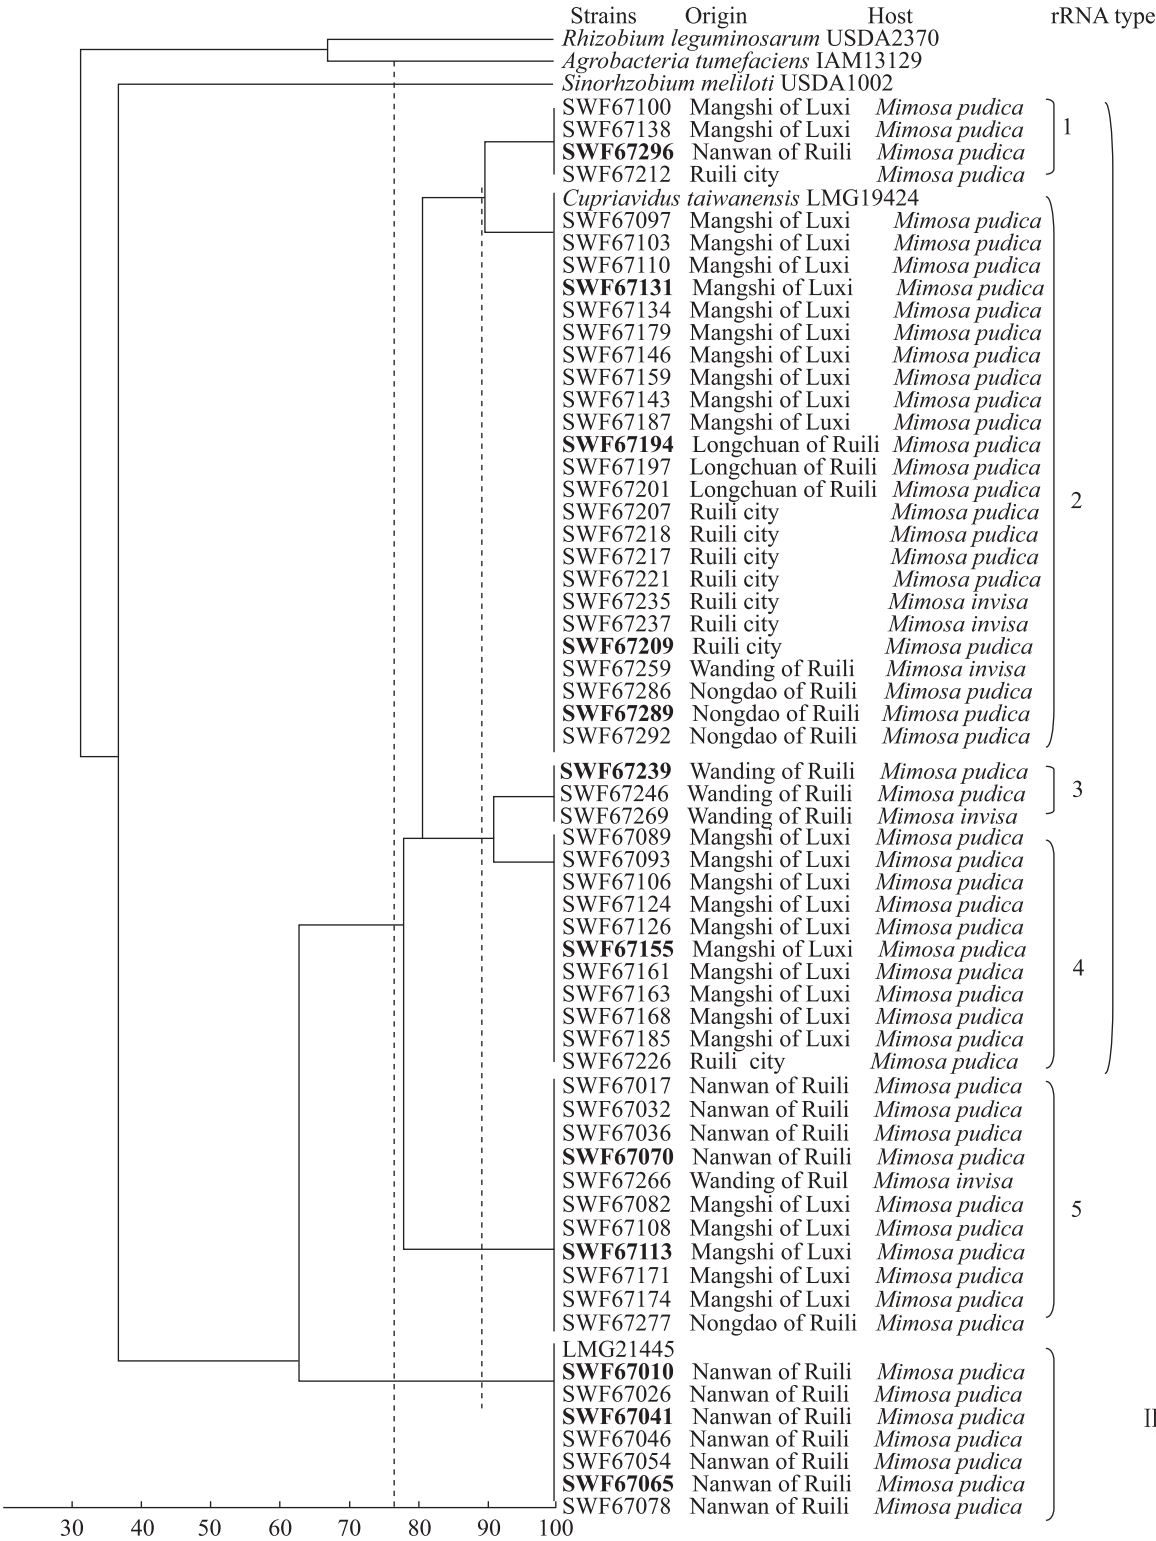 Strains Origin Host rRNA type
Rhizobium leguminosarum USDA2370
Agrobacteria tumefaciens IAM13129
Sinorhzobium meliloti USDA1002
SWF67100 Mangshi of Luxi Mimosa pudica
SWF67138 Mangshi of Luxi Mimosa pudica 1
SWF67296 Nanwan of Ruili Mimosa pudica
SWF67212 Ruili city Mimosa pudica
Cupriavidus taiwanensis LMG19424
SWF67097 Mangshi of Luxi Mimosa pudica
SWF67103 Mangshi of Luxi Mimosa pudica
SWF67110 Mangshi of Luxi Mimosa pudica
SWF67131 Mangshi of Luxi Mimosa pudica
SWF67134 Mangshi of Luxi Mimosa pudica
SWF67179 Mangshi of Luxi Mimosa pudica
SWF67146 Mangshi of Luxi Mimosa pudica
SWF67159 Mangshi of Luxi Mimosa pudica
SWF67143 Mangshi of Luxi Mimosa pudica
SWF67187 Mangshi of Luxi Mimosa pudica
SWF67194 Longchuan of Ruili Mimosa pudica
SWF67197 Longchuan of Ruili Mimosa pudica
SWF67201 Longchuan of Ruili Mimosa pudica 2
SWF67207 Ruili city Mimosa pudica
SWF67218 Ruili city Mimosa pudica
SWF67217 Ruili city Mimosa pudica
SWF67221 Ruili city Mimosa pudica
SWF67235 Ruili city Mimosa invisa
SWF67237 Ruili city Mimosa invisa
SWF67209 Ruili city Mimosa pudica
SWF67259 Wanding of Ruili Mimosa invisa
SWF67286 Nongdao of Ruili Mimosa pudica
SWF67289 Nongdao of Ruili Mimosa pudica
SWF67292 Nongdao of Ruili Mimosa pudica
SWF67239 Wanding of Ruili Mimosa pudica
SWF67246 Wanding of Ruili Mimosa pudica 3
SWF67269 Wanding of Ruili Mimosa invisa
SWF67089 Mangshi of Luxi Mimosa pudica
SWF67093 Mangshi of Luxi Mimosa pudica
SWF67106 Mangshi of Luxi Mimosa pudica
SWF67124 Mangshi of Luxi Mimosa pudica
SWF67126 Mangshi of Luxi Mimosa pudica
SWF67155 Mangshi of Luxi Mimosa pudica
SWF67161 Mangshi of Luxi Mimosa pudica 4
SWF67163 Mangshi of Luxi Mimosa pudica
SWF67168 Mangshi of Luxi Mimosa pudica
SWF67185 Mangshi of Luxi Mimosa pudica
SWF67226 Ruili city Mimosa pudica
SWF67017 Nanwan of Ruili Mimosa pudica
SWF67032 Nanwan of Ruili Mimosa pudica
SWF67036 Nanwan of Ruili Mimosa pudica
SWF67070 Nanwan of Ruili Mimosa pudica
SWF67266 Wanding of Ruil Mimosa invisa
SWF67082 Mangshi of Luxi Mimosa pudica 5
SWF67108 Mangshi of Luxi Mimosa pudica
SWF67113 Mangshi of Luxi Mimosa pudica
SWF67171 Mangshi of Luxi Mimosa pudica
SWF67174 Mangshi of Luxi Mimosa pudica
SWF67277 Nongdao of Ruili Mimosa pudica
LMG21445
SWF67010 Nanwan of Ruili Mimosa pudica
SWF67026 Nanwan of Ruili Mimosa pudica
SWF67041 Nanwan of Ruili Mimosa pudica II
SWF67046 Nanwan of Ruili Mimosa pudica
SWF67054 Nanwan of Ruili Mimosa pudica
SWF67065 Nanwan of Ruili Mimosa pudica
SWF67078 Nanwan of Ruili Mimosa pudica
30 40 50 60 70 80 90 100